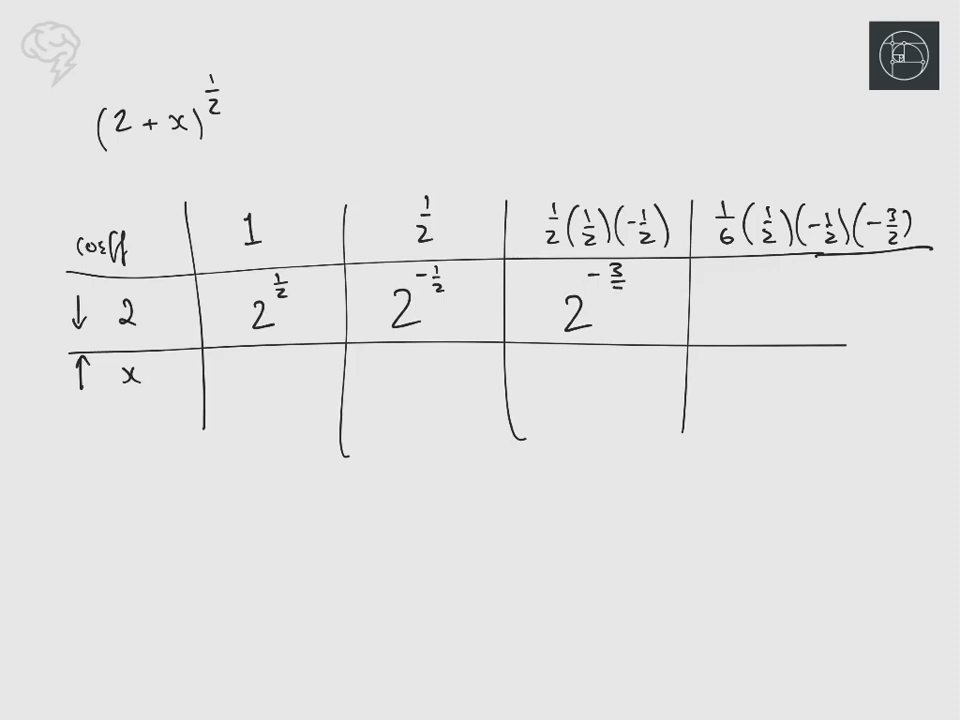 (2 + x)^{1/2}
coeff 1 1/2 1/2(1/2)(-1/2) 1/6(1/2)(-1/2)(-3/2)
↓ 2 2^{1/2} 2^{-1/2} 2^{-3/}
↑ x